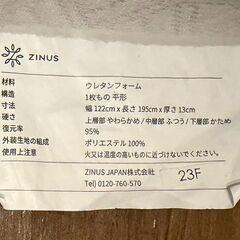 ZINUS
材料 ウレタンフォーム
構造 1枚もの 平形
寸法 幅 122cm x 長さ 195cm x 厚さ 13cm
硬さ 上層部 やわらかめ / 中層部 ふつう / 下層部 かため
復元率 95%
外装生地の組成 ポリエステル 100%
使用上注意 火又は温度の高いものに近づけないでください。
ZINUS JAPAN株式会社
Tel) 0120-760-570
23F